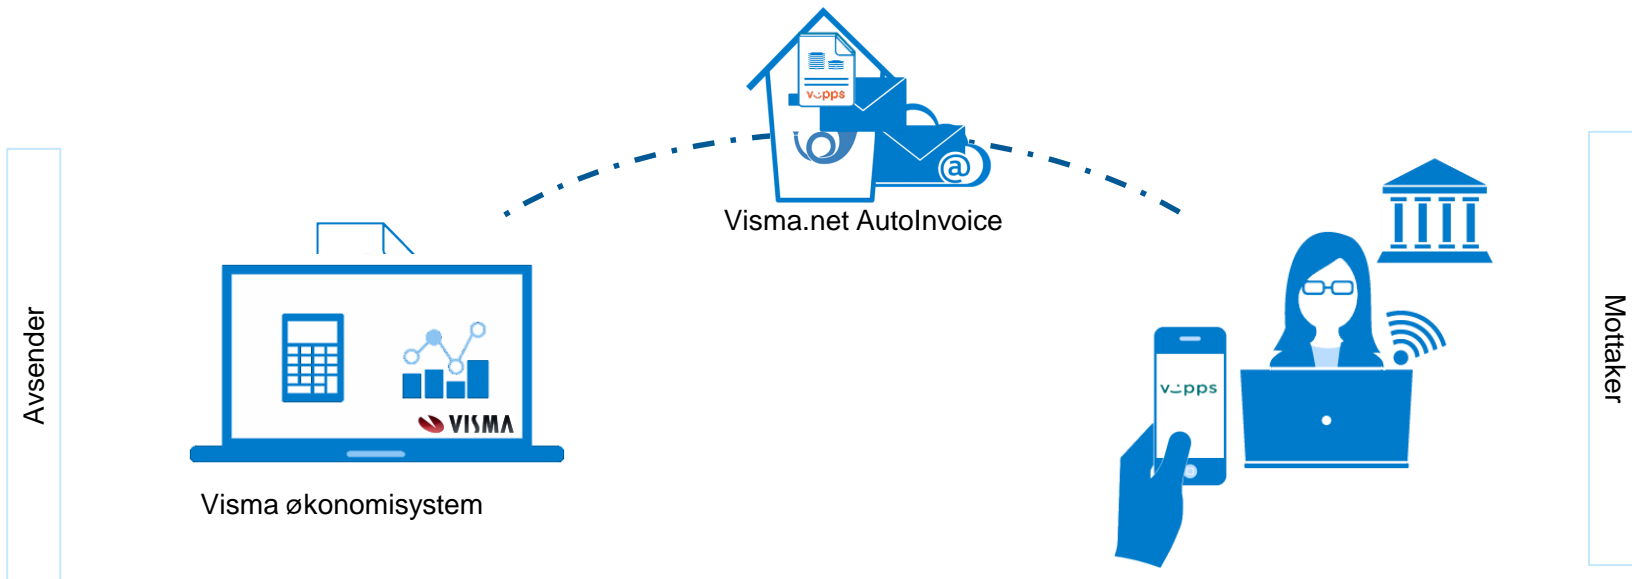 Avsender
VISMA
Visma økonomisystem
vipps
@
Visma.net AutoInvoice
vipps
Mottaker